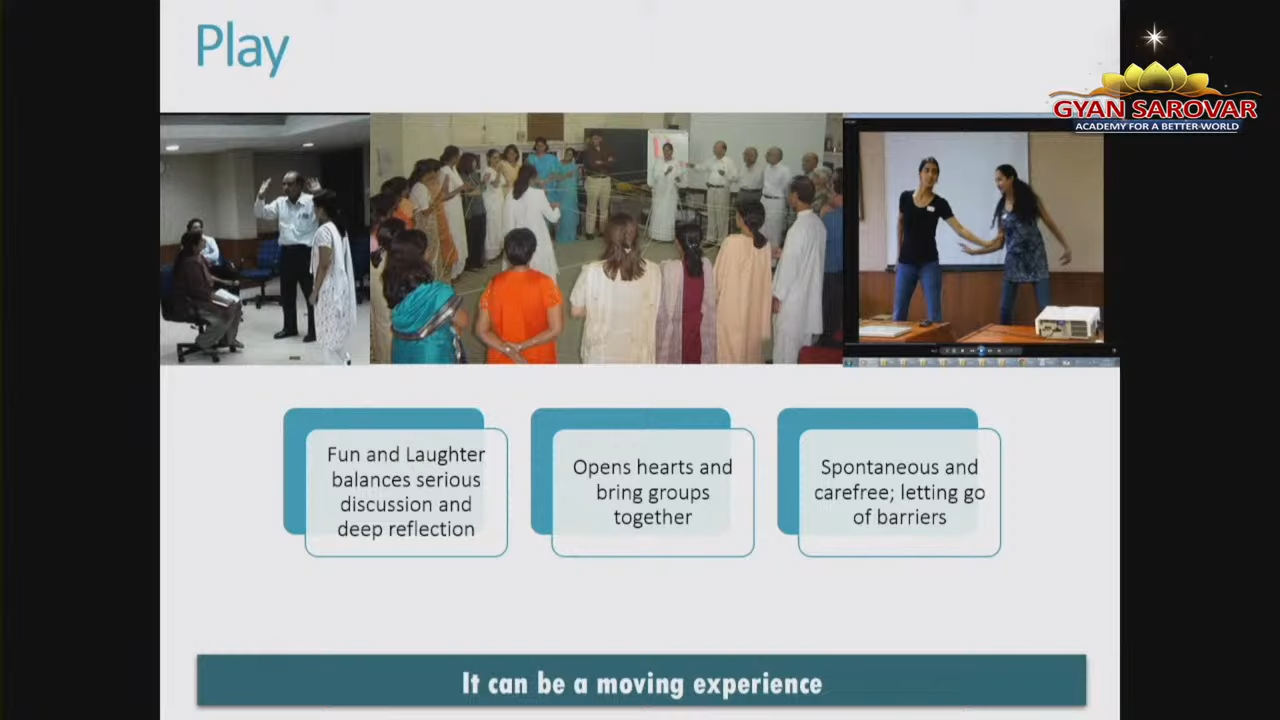 Play
GYAN SAROVAR
ACADEMY FOR A BETTER-WORLD
Fun and Laughter
balances serious
discussion and
deep reflection
Opens hearts and
bring groups
together
Spontaneous and
carefree; letting go
of barriers
It can be a moving experience